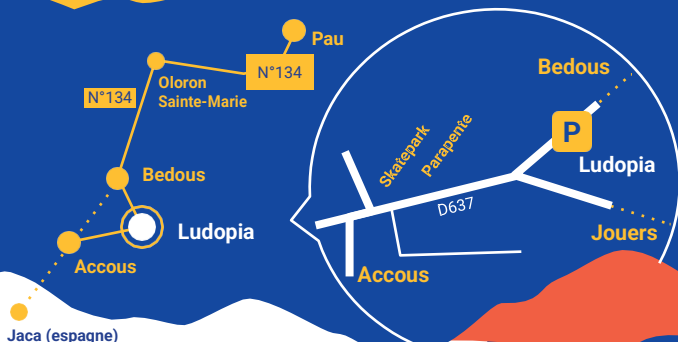 Pau
N°134
Oloron
Sainte-Marie
N°134
Bedous
Ludopia
Accous
Jaca (espagne)
Bedous
P
Ludopia
Skatepark
Parapente
D637
Jouers
Accous